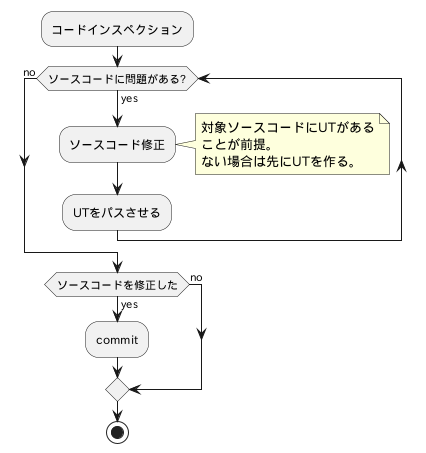 コードインスペクション
no
ソースコードに問題がある?
yes
ソースコード修正
対象ソースコードにUTがある
ことが前提。
ない場合は先にUTを作る。
UTをパスさせる
ソースコードを修正した
no
yes
commit